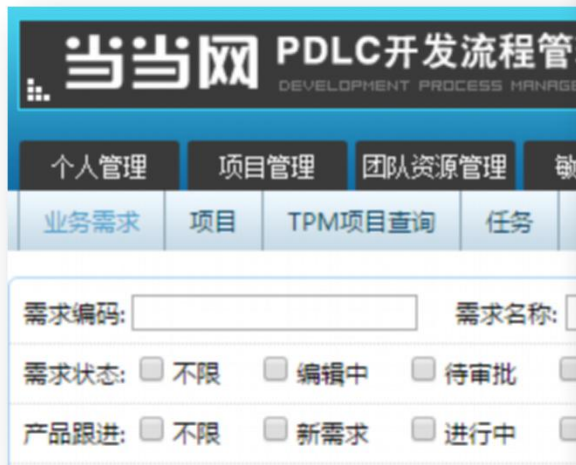 当当网 PDLC开发流程管
DEVELOPMENT PROCESS MANAGE
个人管理 项目管理 团队资源管理 敏
业务需求 项目 TPM项目查询 任务
需求编码: 需求名称:
需求状态: 不限 编辑中 待审批
产品跟进: 不限 新需求 进行中